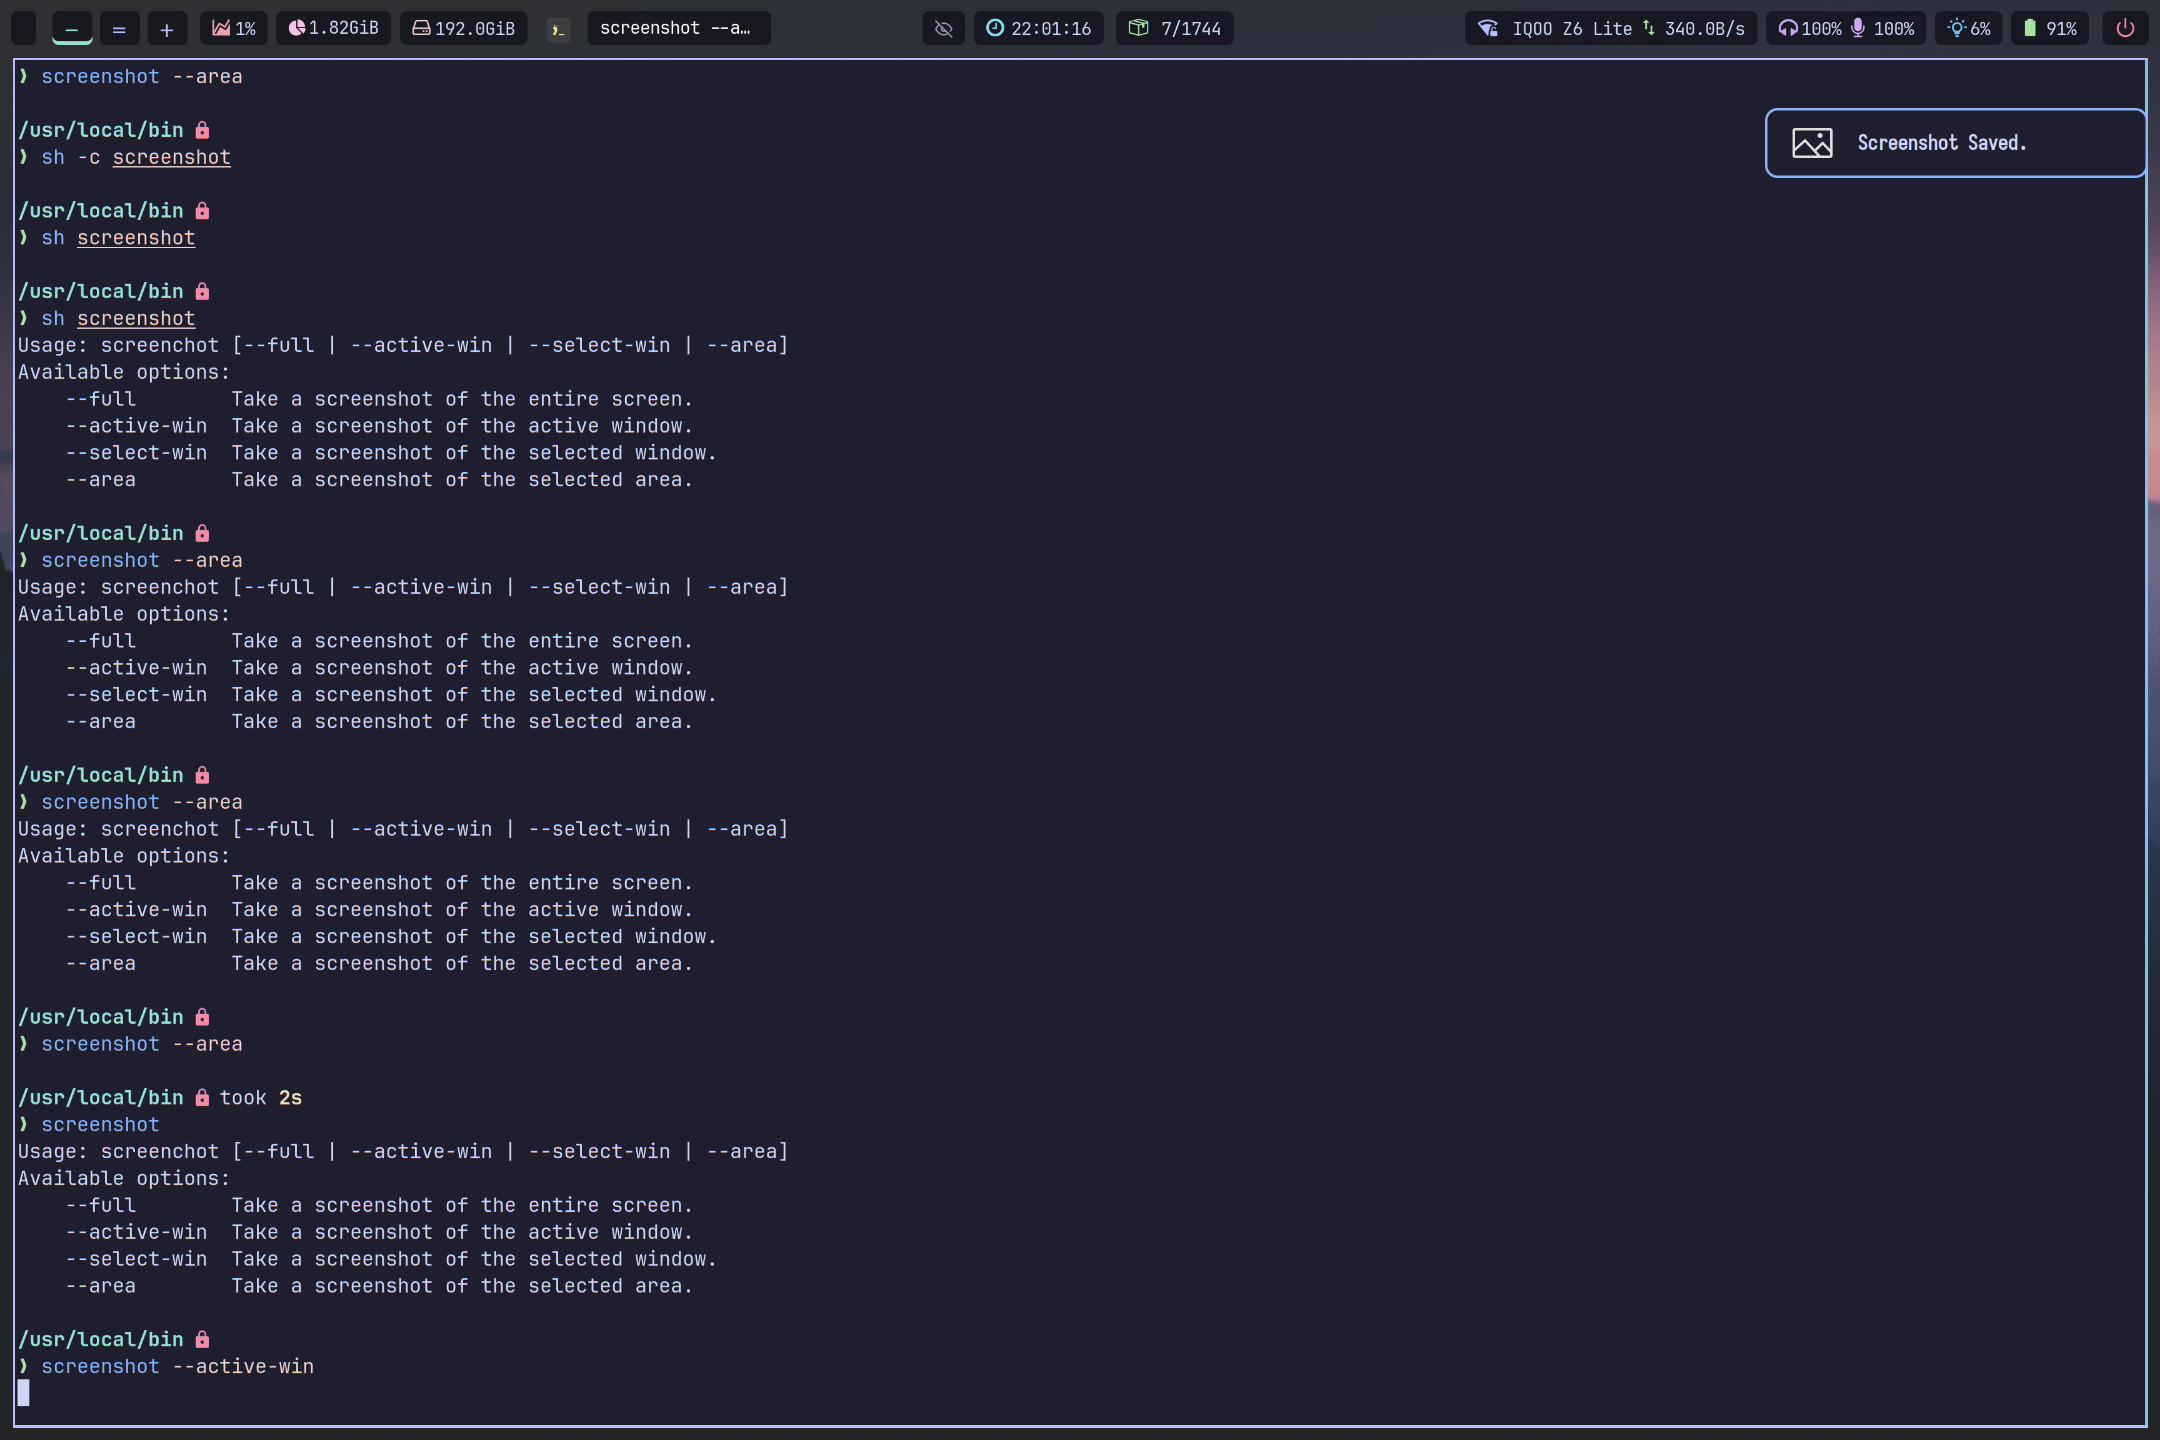 1% 1.82GiB 192.0GiB screenshot --a… 22:01:16 7/1744 IQOO Z6 Lite 340.0B/s 100% 100% 6% 91%
❯ screenshot --area
Screenshot Saved.
/usr/local/bin
❯ sh -c screenshot
/usr/local/bin
❯ sh screenshot
/usr/local/bin
❯ sh screenshot
Usage: screenchot [--full | --active-win | --select-win | --area]
Available options:
    --full        Take a screenshot of the entire screen.
    --active-win  Take a screenshot of the active window.
    --select-win  Take a screenshot of the selected window.
    --area        Take a screenshot of the selected area.
/usr/local/bin
❯ screenshot --area
Usage: screenchot [--full | --active-win | --select-win | --area]
Available options:
    --full        Take a screenshot of the entire screen.
    --active-win  Take a screenshot of the active window.
    --select-win  Take a screenshot of the selected window.
    --area        Take a screenshot of the selected area.
/usr/local/bin
❯ screenshot --area
Usage: screenchot [--full | --active-win | --select-win | --area]
Available options:
    --full        Take a screenshot of the entire screen.
    --active-win  Take a screenshot of the active window.
    --select-win  Take a screenshot of the selected window.
    --area        Take a screenshot of the selected area.
/usr/local/bin
❯ screenshot --area
/usr/local/bin took 2s
❯ screenshot
Usage: screenchot [--full | --active-win | --select-win | --area]
Available options:
    --full        Take a screenshot of the entire screen.
    --active-win  Take a screenshot of the active window.
    --select-win  Take a screenshot of the selected window.
    --area        Take a screenshot of the selected area.
/usr/local/bin
❯ screenshot --active-win